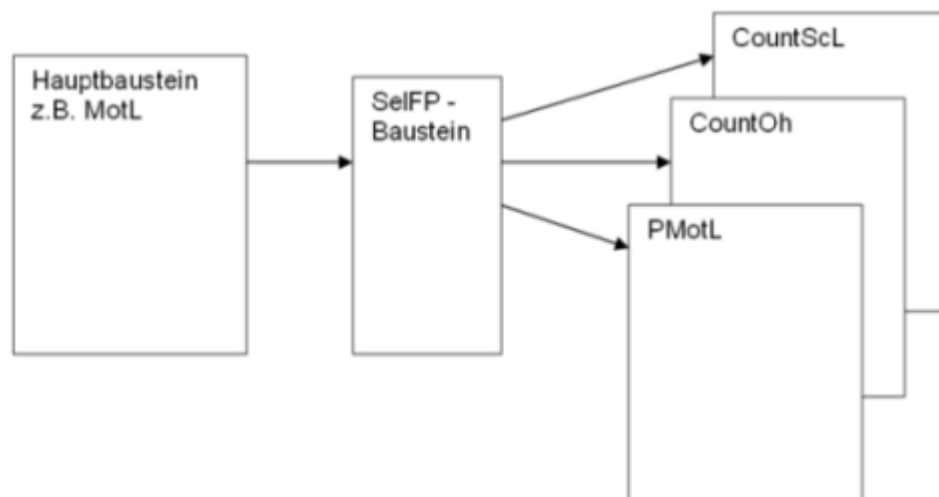 Hauptbaustein
z.B. MotL
SelFP -
Baustein
CountScL
CountOh
PMotL